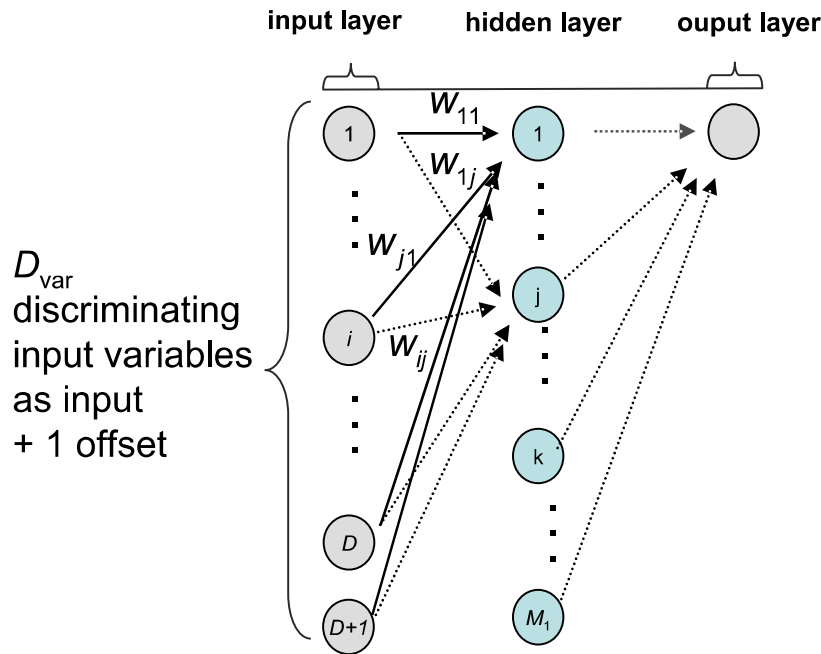 input layer hidden layer ouput layer
1 w₁₁ 1
w₁ⱼ
wⱼ₁
Dᵥₐᵣ
discriminating
input variables
as input
+ 1 offset
j
i
wᵢⱼ
k
D
D+1
M₁